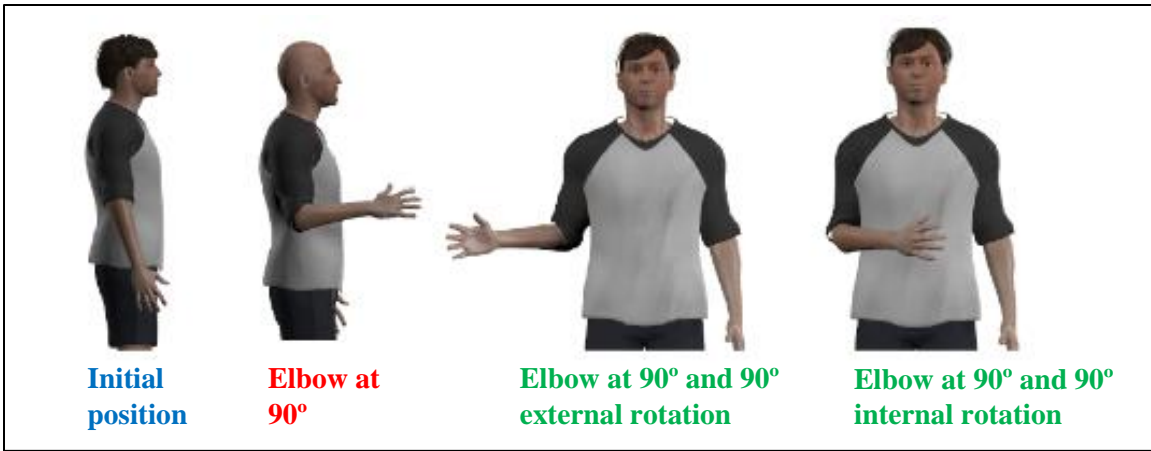 Initial
position
Elbow at
90º
Elbow at 90º and 90º
external rotation
Elbow at 90º and 90º
internal rotation